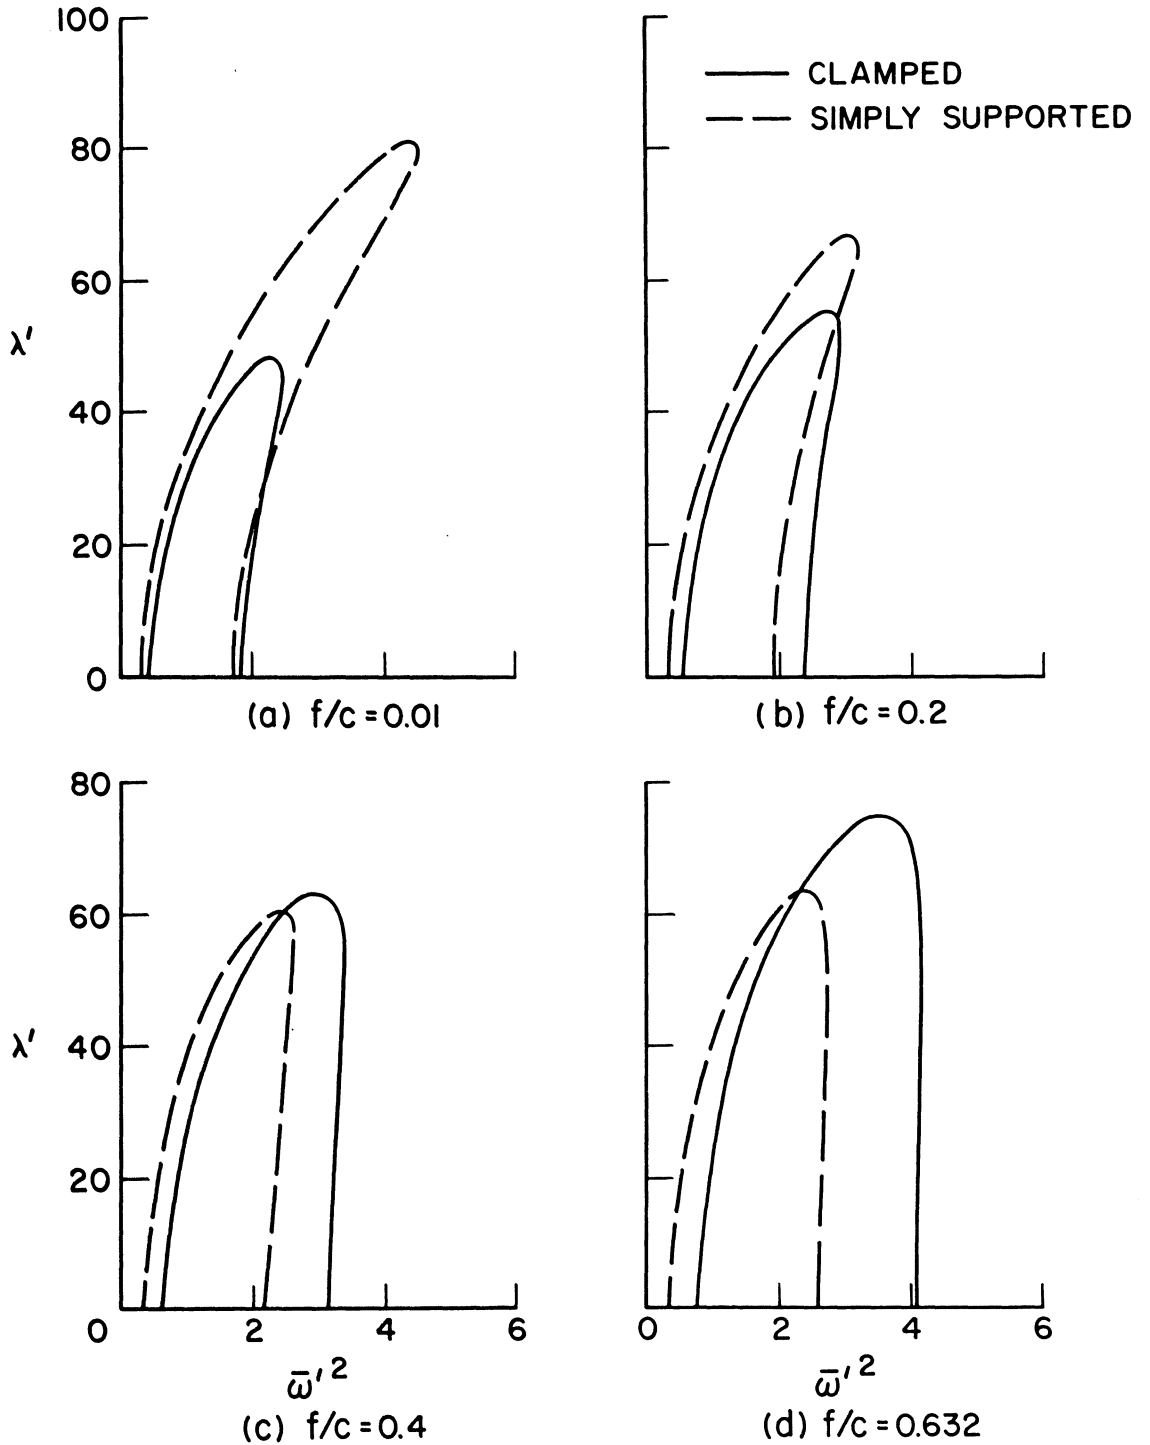 100
80
60
40
20
0
λ'
CLAMPED
SIMPLY SUPPORTED
(a) f/c = 0.01
(b) f/c = 0.2
80
60
40
20
0
λ'
2
4
6
ω̄'²
(c) f/c = 0.4
0
2
4
6
ω̄'²
(d) f/c = 0.632